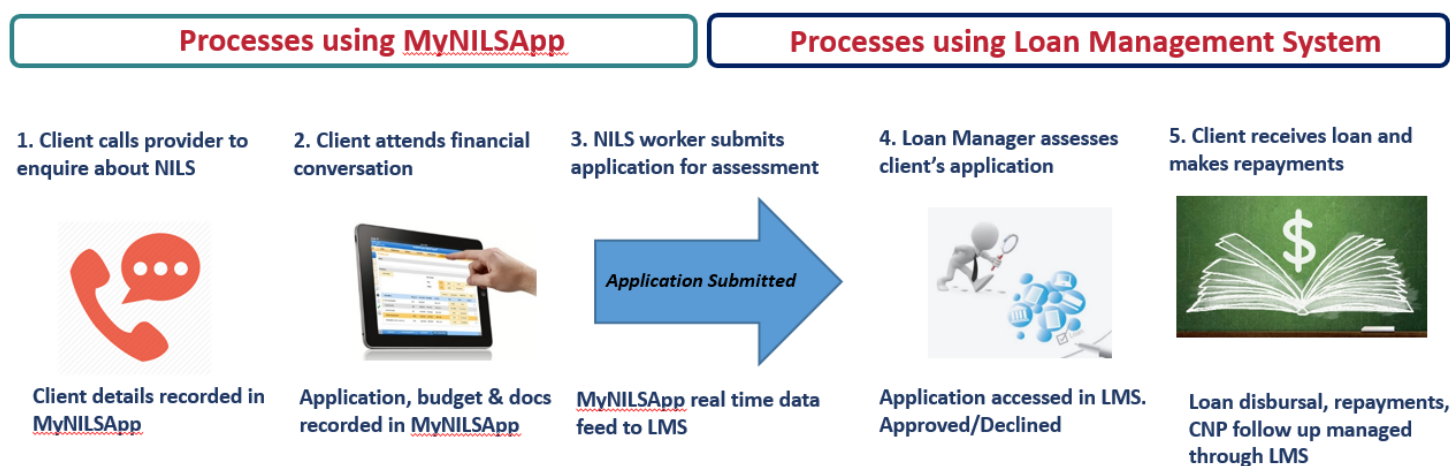 Processes using MyNILSApp
Processes using Loan Management System
1. Client calls provider to
enquire about NILS
2. Client attends financial
conversation
3. NILS worker submits
application for assessment
4. Loan Manager assesses
client's application
5. Client receives loan and
makes repayments
Application Submitted
$
Client details recorded in
MyNILSApp
Application, budget & docs
recorded in MyNILSApp
MyNILSApp real time data
feed to LMS
Application accessed in LMS.
Approved/Declined
Loan disbursal, repayments,
CNP follow up managed
through LMS